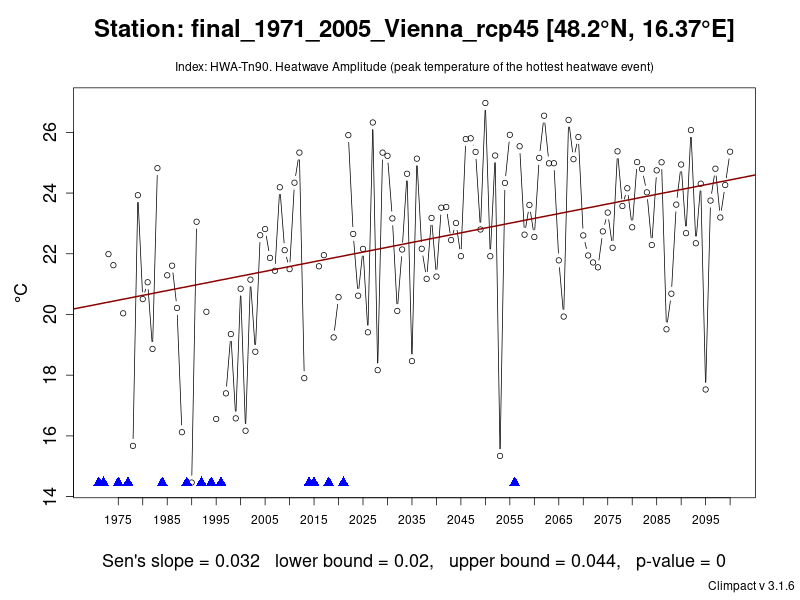 Station: final_1971_2005_Vienna_rcp45 [48.2°N, 16.37°E]
Index: HWA-Tn90. Heatwave Amplitude (peak temperature of the hottest heatwave event)
26
24
22
20
18
16
14
°C
1975 1985 1995 2005 2015 2025 2035 2045 2055 2065 2075 2085 2095
Sen's slope = 0.032 lower bound = 0.02, upper bound = 0.044, p-value = 0
Climpact v 3.1.6